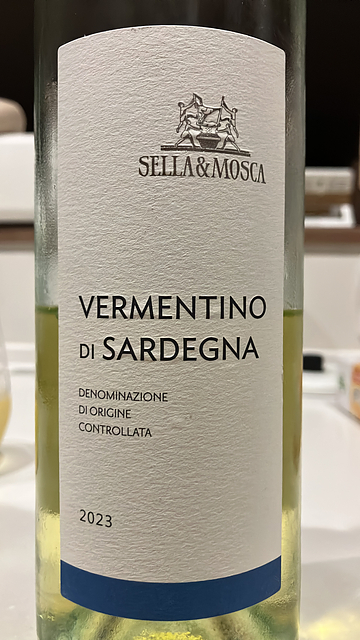 SELLA&MOSCA
VERMENTINO
DI SARDEGNA
DENOMINAZIONE
DI ORIGINE
CONTROLLATA
2023